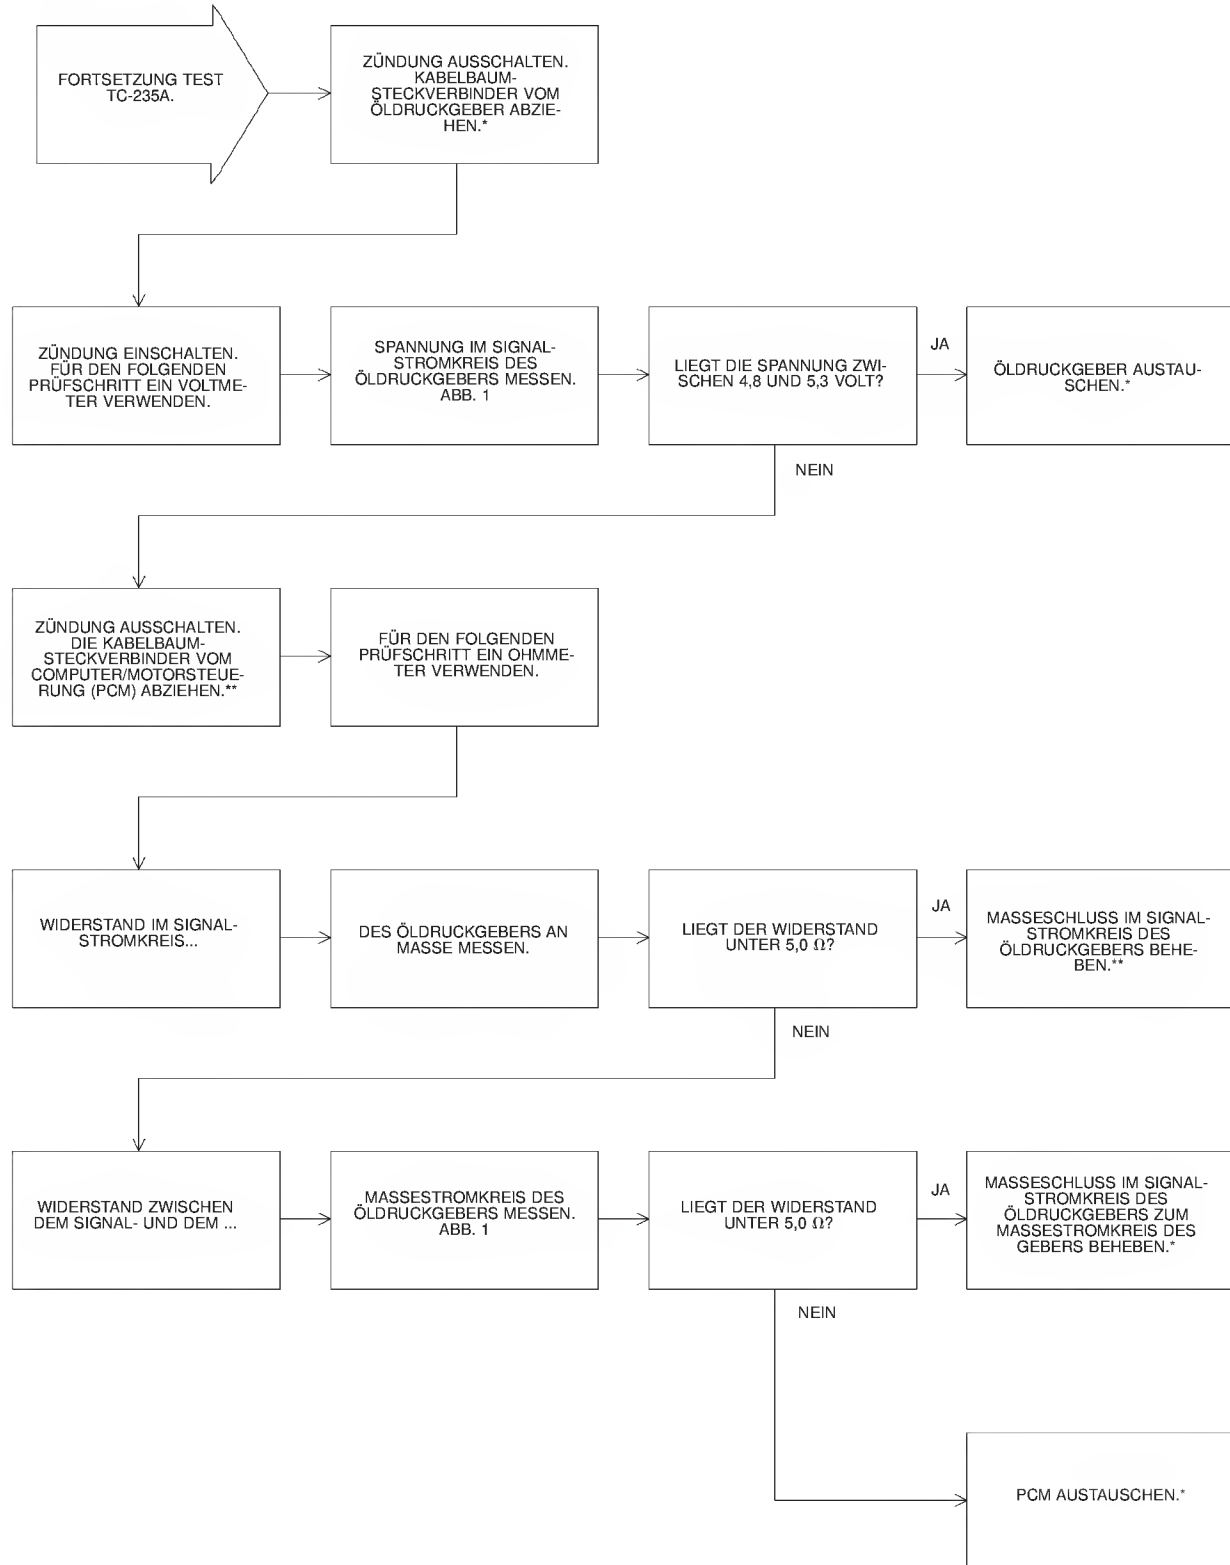 FORTSETZUNG TEST
TC-235A.
ZÜNDUNG AUSSCHALTEN.
KABELBAUM-
STECKVERBINDER VOM
ÖLDRUCKGEBER ABZIE-
HEN.*
ZÜNDUNG EINSCHALTEN.
FÜR DEN FOLGENDEN
PRÜFSCHRITT EIN VOLTME-
TER VERWENDEN.
SPANNUNG IM SIGNAL-
STROMKREIS DES
ÖLDRUCKGEBERS MESSEN.
ABB. 1
LIEGT DIE SPANNUNG ZWI-
SCHEN 4,8 UND 5,3 VOLT?
JA
ÖLDRUCKGEBER AUSTAU-
SCHEN.*
NEIN
ZÜNDUNG AUSSCHALTEN.
DIE KABELBAUM-
STECKVERBINDER VOM
COMPUTER/MOTORSTEUE-
RUNG (PCM) ABZIEHEN.**
FÜR DEN FOLGENDEN
PRÜFSCHRITT EIN OHMME-
TER VERWENDEN.
WIDERSTAND IM SIGNAL-
STROMKREIS...
DES ÖLDRUCKGEBERS AN
MASSE MESSEN.
LIEGT DER WIDERSTAND
UNTER 5,0 Ω?
JA
MASSESCHLUSS IM SIGNAL-
STROMKREIS DES
ÖLDRUCKGEBERS BEHE-
BEN.**
NEIN
WIDERSTAND ZWISCHEN
DEM SIGNAL- UND DEM ...
MASSESTROMKREIS DES
ÖLDRUCKGEBERS MESSEN.
ABB. 1
LIEGT DER WIDERSTAND
UNTER 5,0 Ω?
JA
MASSESCHLUSS IM SIGNAL-
STROMKREIS DES
ÖLDRUCKGEBERS ZUM
MASSESTROMKREIS DES
GEBERS BEHEBEN.*
NEIN
PCM AUSTAUSCHEN.*